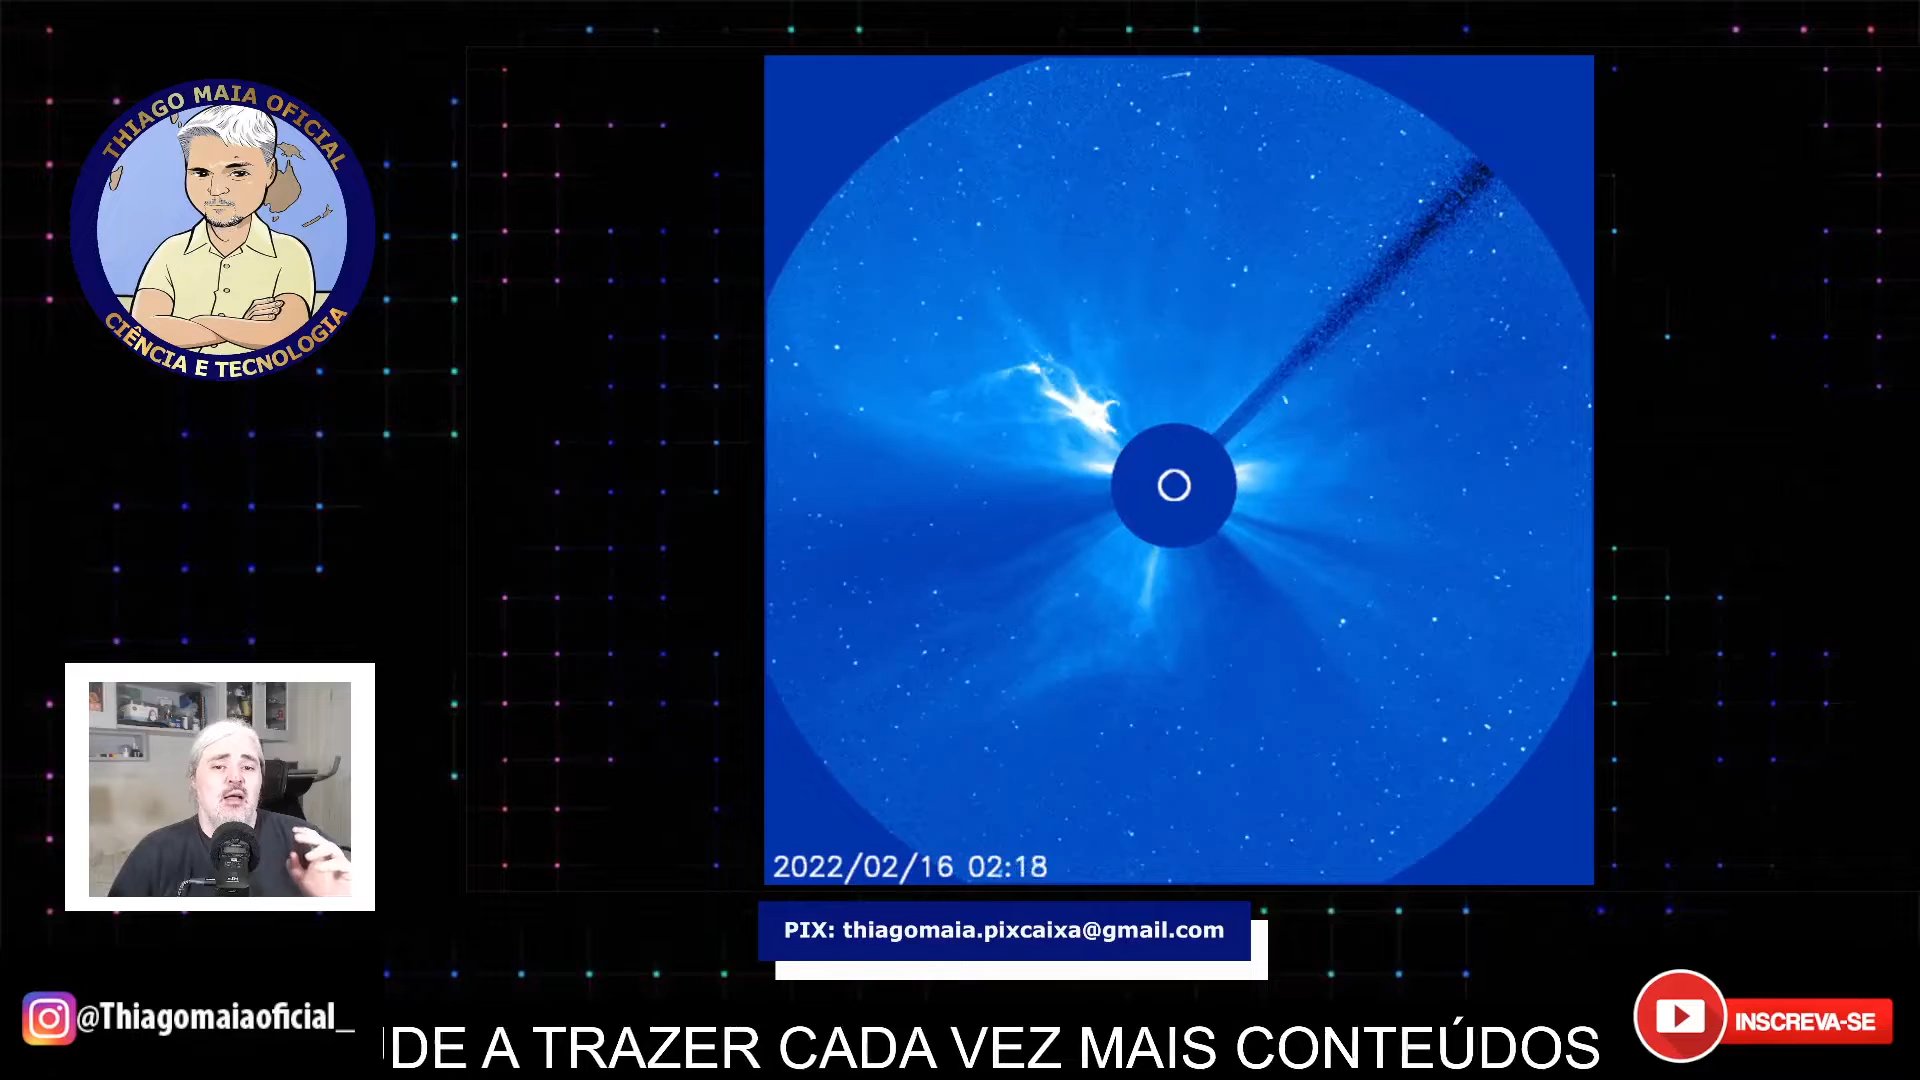 THIAGO MAIA OFICIAL
CIÊNCIA E TECNOLOGIA
2022/02/16 02:18
PIX: thiagomaia.pixcaixa@gmail.com
@Thiagomaiaoficial_
DE A TRAZER CADA VEZ MAIS CONTEÚDOS
INSCREVA-SE